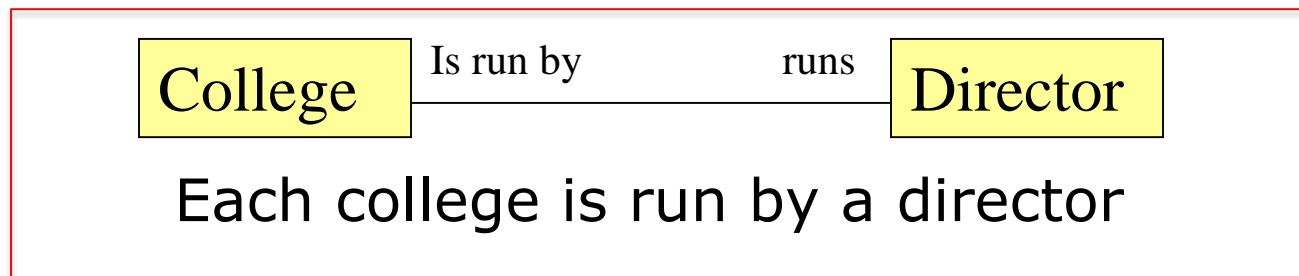 Is run by runs
College Director
Each college is run by a director